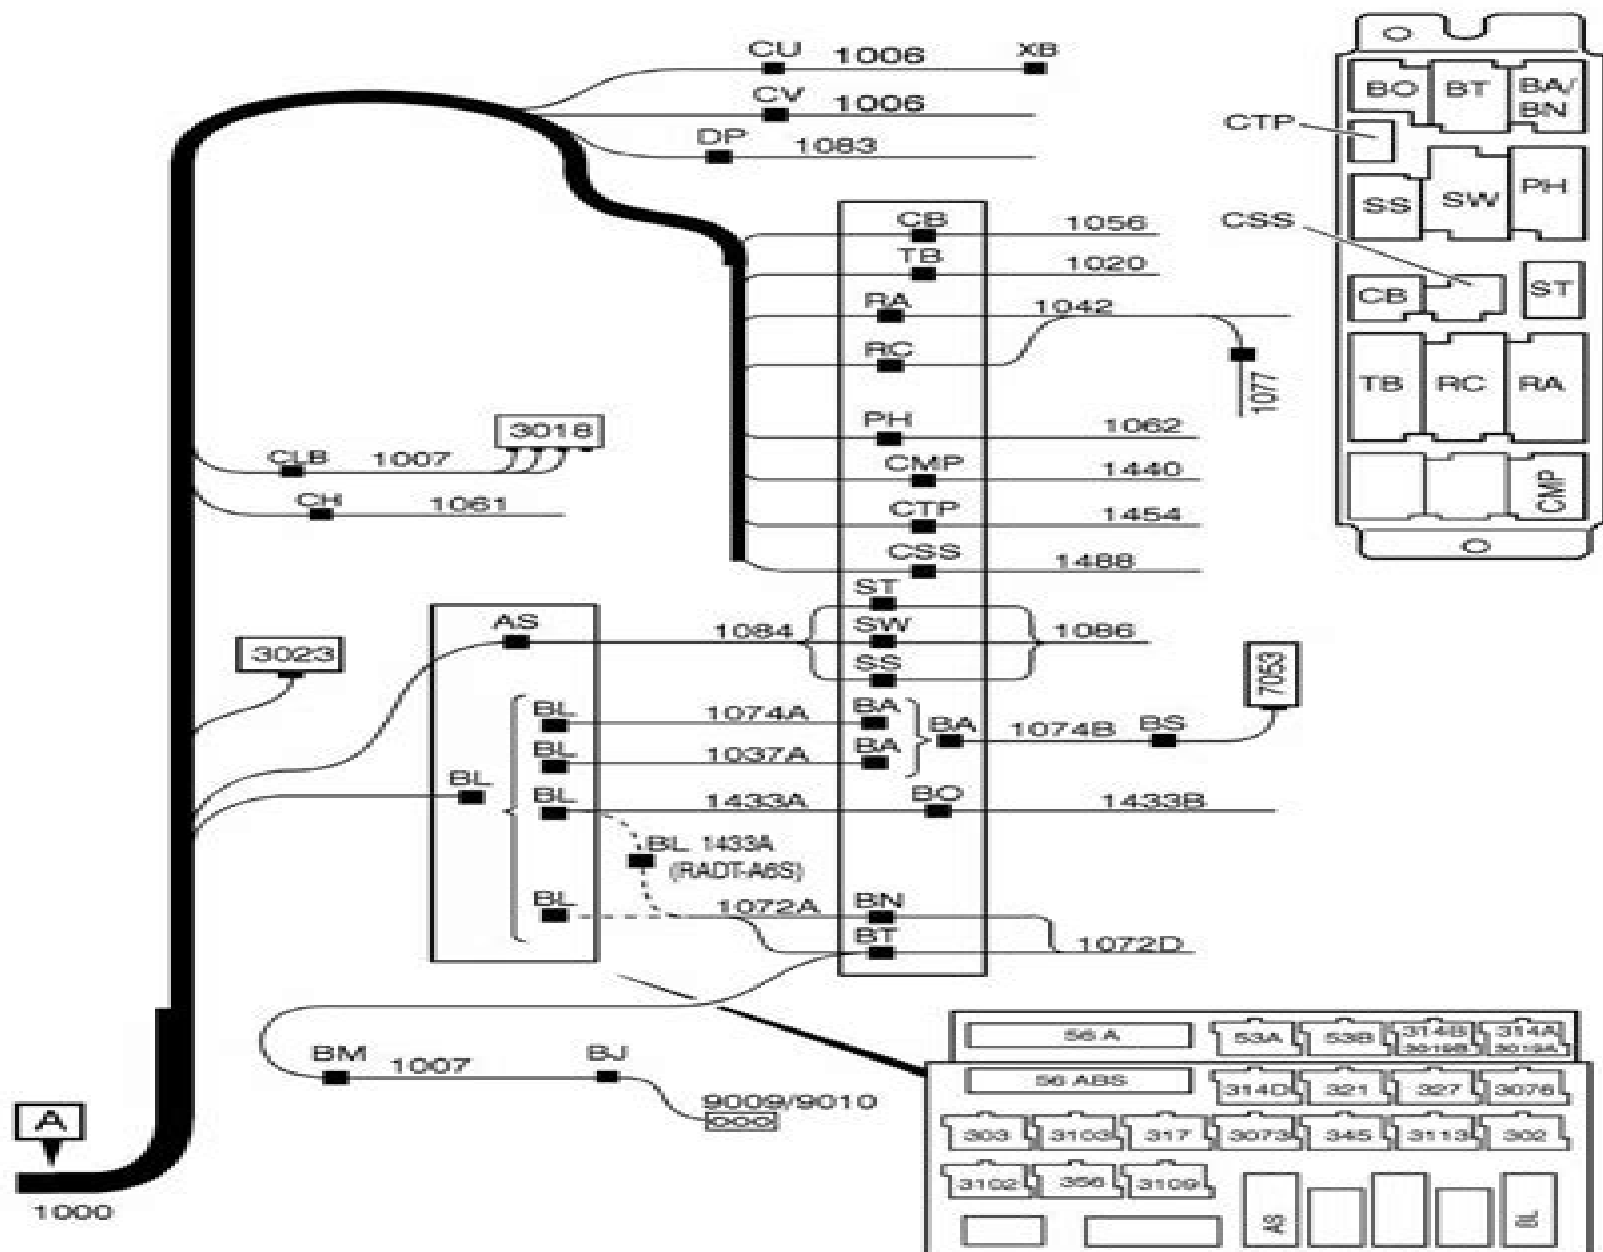 CU 1006 XB
CV 1006
DP 1083
CB 1056
TB 1020
RA 1042
RC
1077
PH 1062
CMP 1440
CTP 1454
CSS 1488
3018
CLB 1007
CH 1061
ST
AS 1084 SW 1086
SS
3023
7053
BL 1074A BA
BA 1074B BS
BL 1037A BA
BL
BL 1433A BO 1433B
BL 1433A
(RADT-A6S)
BL 1072A BN
BT 1072D
BM 1007 BJ
9009/9010
A
1000
BO BT BA/
BN
CTP
SS SW PH
CSS
CB ST
TB RC RA
CMP
56 A 53A 53B 314B 314A
3019B 3019A
56 ABS 314D 321 327 3076
303 3103 317 3073 345 3113 302
3102 356 3109
AS BL